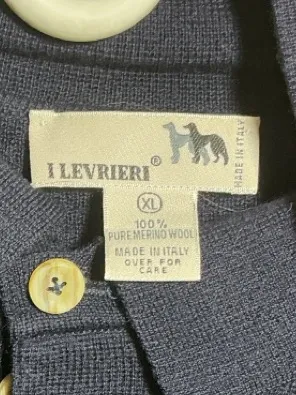 I LEVRIERI®
MADE IN ITALY
XL
100%
PURE MERINO WOOL
MADE IN ITALY
OVER FOR
CARE